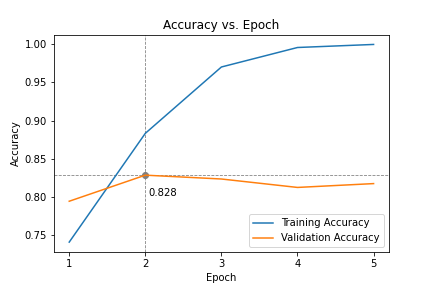 Accuracy vs. Epoch
1.00
0.95
0.90
0.85
0.80
0.75
Accuracy
0.828
Training Accuracy
Validation Accuracy
1 2 3 4 5
Epoch